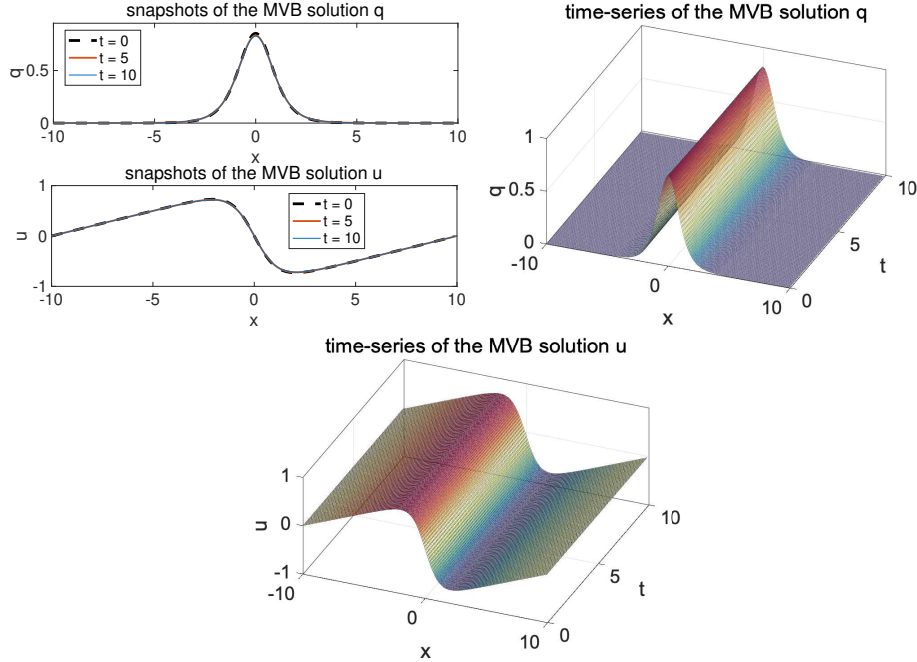 snapshots of the MVB solution q
q
0.5
0
t = 0
t = 5
t = 10
-10
-5
0
5
10
x
snapshots of the MVB solution u
u
1
0
-1
t = 0
t = 5
t = 10
-10
-5
0
5
10
x
time-series of the MVB solution q
q
1
0.5
0
-10
0
10
x
0
5
10
t
time-series of the MVB solution u
u
1
0
-1
-10
0
10
x
0
5
10
t